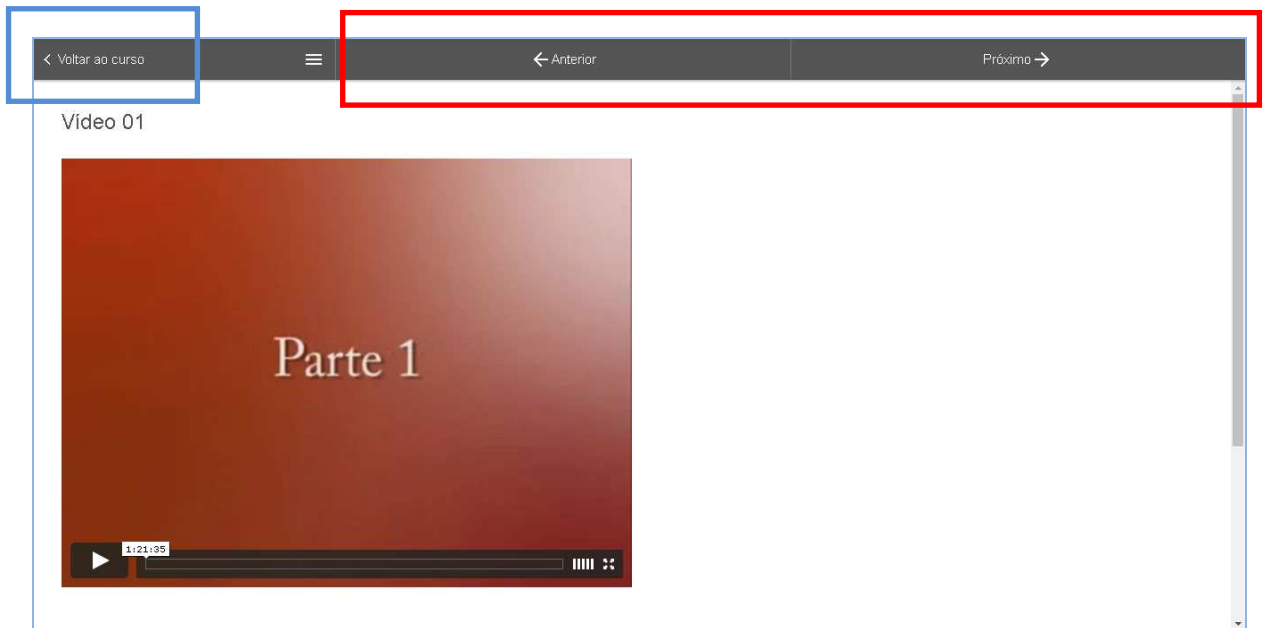 Voltar ao curso
Anterior
Próximo
Vídeo 01
Parte 1
1:21:35